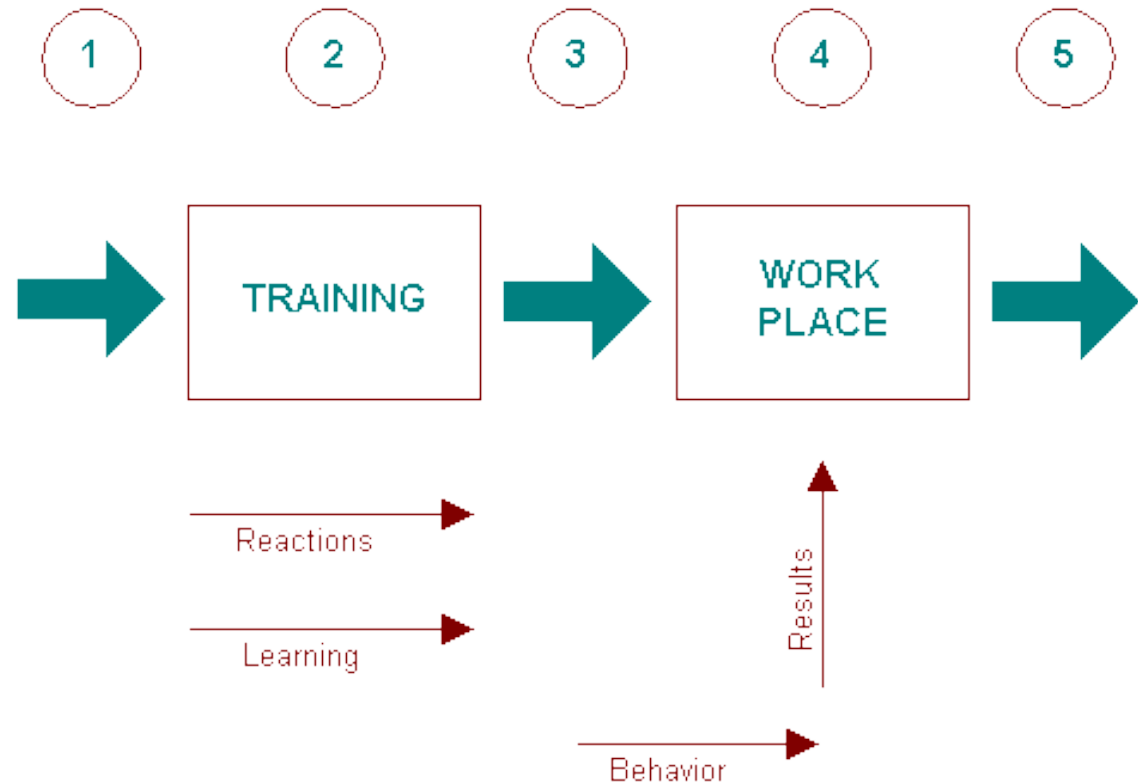 1 2 3 4 5
TRAINING
WORK
PLACE
Reactions
Learning
Results
Behavior